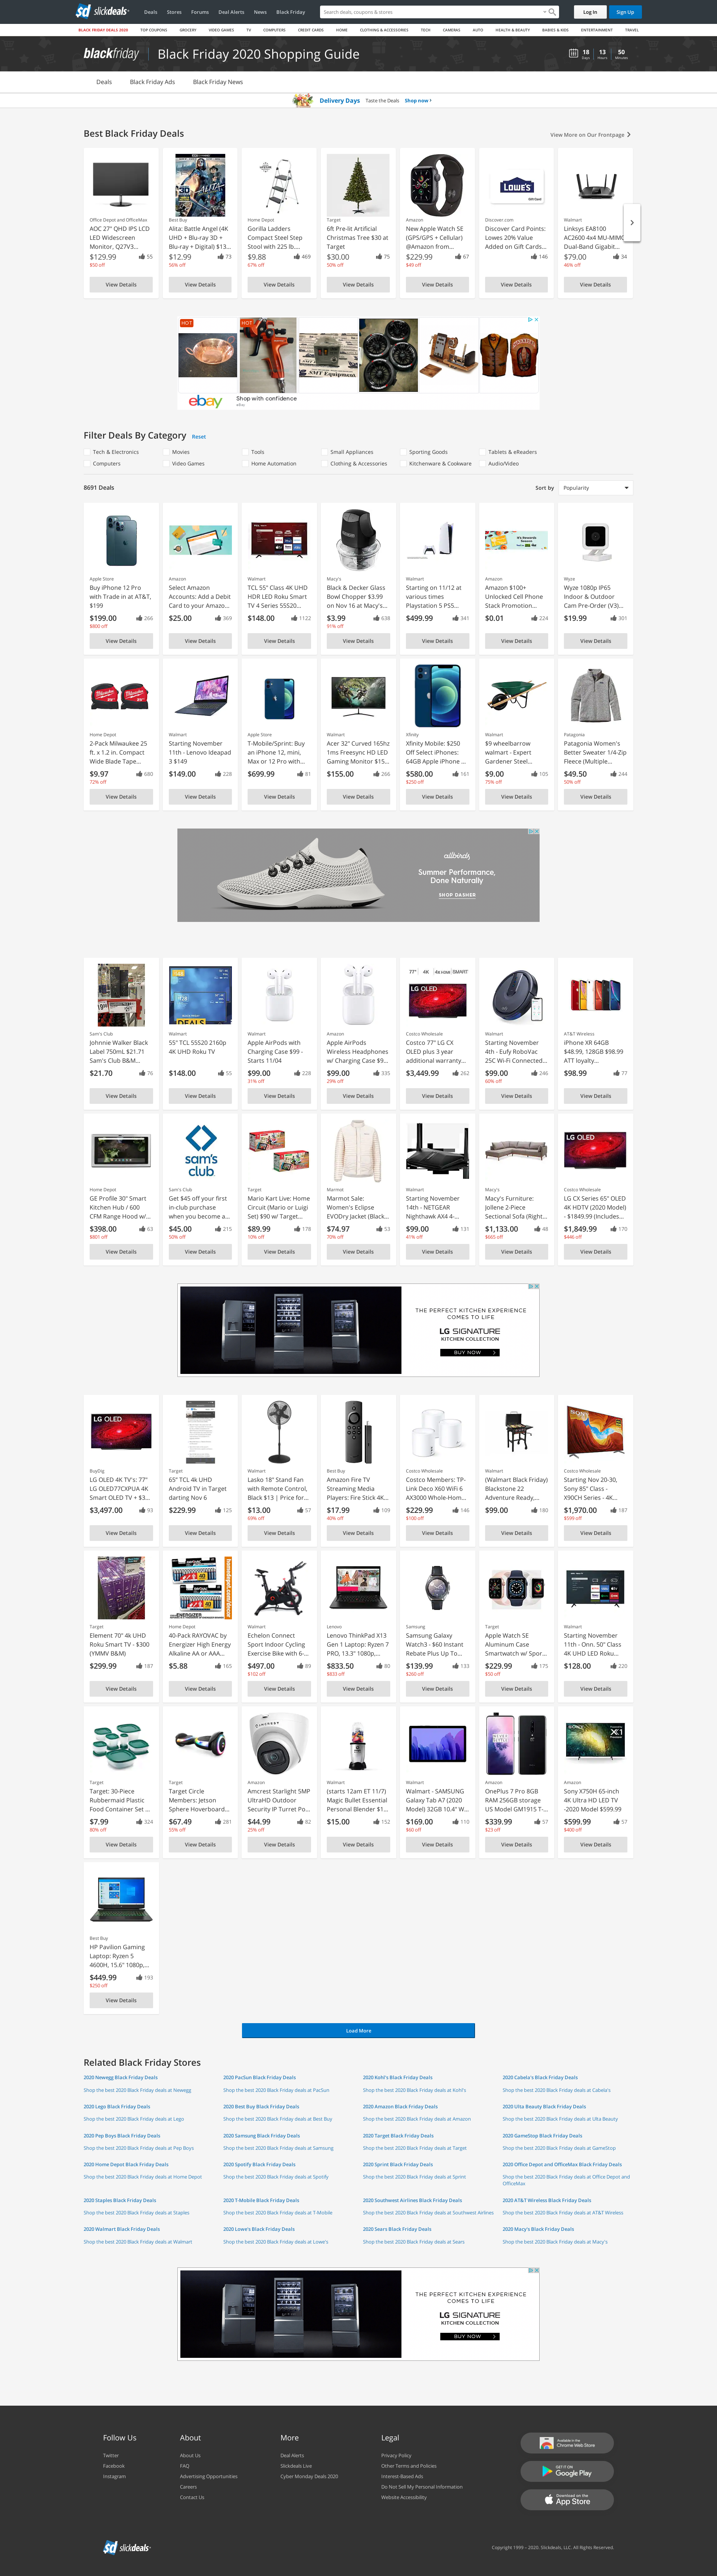 slickdeals
Deals Stores Forums Deal Alerts News Black Friday
Search deals, coupons & stores
Log In Sign Up
BLACK FRIDAY DEALS 2020 TOP COUPONS GROCERY VIDEO GAMES TV COMPUTERS CREDIT CARDS HOME CLOTHING & ACCESSORIES TECH CAMERAS AUTO HEALTH & BEAUTY BABIES & KIDS ENTERTAINMENT TRAVEL
blackfriday Black Friday 2020 Shopping Guide
18 Days 13 Hours 50 Minutes
Deals Black Friday Ads Black Friday News
Delivery Days Taste the Deals Shop now
Best Black Friday Deals
View More on Our Frontpage
Office Depot and OfficeMax
AOC 27" QHD IPS LCD
LED Widescreen
Monitor, Q27V3...
$129.99 55
$50 off
View Details
Best Buy
Alita: Battle Angel (4K
UHD + Blu-ray 3D +
Blu-ray + Digital) $13...
$12.99 73
56% off
View Details
Home Depot
Gorilla Ladders
Compact Steel Step
Stool with 225 lb....
$9.88 469
67% off
View Details
Target
6ft Pre-lit Artificial
Christmas Tree $30 at
Target
$30.00 75
50% off
View Details
Amazon
New Apple Watch SE
(GPS/GPS + Cellular)
@Amazon from...
$229.99 67
$49 off
View Details
LOWE'S
Discover.com
Discover Card Points:
Lowes 20% Value
Added on Gift Cards...
146
View Details
Walmart
Linksys EA8100
AC2600 4x4 MU-MIMO
Dual-Band Gigabit...
$79.00 34
46% off
View Details
HOT
HOT
ebay Shop with confidence
Filter Deals By Category Reset
Tech & Electronics Movies Tools Small Appliances Sporting Goods Tablets & eReaders
Computers Video Games Home Automation Clothing & Accessories Kitchenware & Cookware Audio/Video
8691 Deals
Sort by Popularity
Apple Store
Buy iPhone 12 Pro
with Trade in at AT&T,
$199
$199.00 266
$800 off
View Details
Amazon
Select Amazon
Accounts: Add a Debit
Card to your Amazo...
$25.00 369
View Details
Walmart
TCL 55" Class 4K UHD
HDR LED Roku Smart
TV 4 Series 55S20...
$148.00 1122
View Details
Macy's
Black & Decker Glass
Bowl Chopper $3.99
on Nov 16 at Macy's...
$3.99 638
91% off
View Details
Walmart
Starting on 11/12 at
various times
Playstation 5 PS5...
$499.99 341
View Details
Amazon
Amazon $100+
Unlocked Cell Phone
Stack Promotion...
$0.01 224
View Details
Wyze
Wyze 1080p IP65
Indoor & Outdoor
Cam Pre-Order (V3)...
$19.99 301
View Details
Home Depot
2-Pack Milwaukee 25
ft. x 1.2 in. Compact
Wide Blade Tape...
$9.97 680
72% off
View Details
Walmart
Starting November
11th - Lenovo Ideapad
3 $149
$149.00 228
View Details
Apple Store
T-Mobile/Sprint: Buy
an iPhone 12, mini,
Max or 12 Pro with...
$699.99 81
View Details
Walmart
Acer 32" Curved 165hz
1ms Freesync HD LED
Gaming Monitor $15...
$155.00 266
View Details
Xfinity
Xfinity Mobile: $250
Off Select iPhones:
64GB Apple iPhone ...
$580.00 161
$250 off
View Details
Walmart
$9 wheelbarrow
walmart - Expert
Gardener Steel...
$9.00 105
75% off
View Details
Patagonia
Patagonia Women's
Better Sweater 1/4-Zip
Fleece (Multiple...
$49.50 244
50% off
View Details
allbirds
Summer Performance,
Done Naturally
SHOP DASHER
Sam's Club
Johnnie Walker Black
Label 750mL $21.71
Sam's Club B&M...
$21.70 76
View Details
DEALS
Walmart
55" TCL 55S20 2160p
4K UHD Roku TV
$148.00 55
View Details
Walmart
Apple AirPods with
Charging Case $99 -
Starts 11/04
$99.00 228
31% off
View Details
Amazon
Apple AirPods
Wireless Headphones
w/ Charging Case $9...
$99.00 335
29% off
View Details
77" 4K SMART
LG OLED
Costco Wholesale
Costco 77" LG CX
OLED plus 3 year
additional warranty...
$3,449.99 262
View Details
Walmart
Starting November
4th - Eufy RoboVac
25C Wi-Fi Connected...
$99.00 246
60% off
View Details
AT&T Wireless
iPhone XR 64GB
$48.99, 128GB $98.99
ATT loyalty...
$98.99 77
View Details
Home Depot
GE Profile 30" Smart
Kitchen Hub / 600
CFM Range Hood w/...
$398.00 63
$801 off
View Details
sam's club
Sam's Club
Get $45 off your first
in-club purchase
when you become a...
$45.00 215
50% off
View Details
Target
Mario Kart Live: Home
Circuit (Mario or Luigi
Set) $90 w/ Target...
$89.99 178
10% off
View Details
Marmot
Marmot Sale:
Women's Eclipse
EVODry Jacket (Black...
$74.97 53
70% off
View Details
Walmart
Starting November
14th - NETGEAR
Nighthawk AX4 4-...
$99.00 131
41% off
View Details
Macy's
Macy's Furniture:
Jollene 2-Piece
Sectional Sofa (Right...
$1,133.00 48
$665 off
View Details
LG OLED
Costco Wholesale
LG CX Series 65" OLED
4K HDTV (2020 Model)
- $1849.99 (Includes...
$1,849.99 170
$446 off
View Details
THE PERFECT KITCHEN EXPERIENCE
COMES TO LIFE
LG SIGNATURE
KITCHEN COLLECTION
BUY NOW
LG OLED
BuyDig
LG OLED 4K TV's: 77"
LG OLED77CXPUA 4K
Smart OLED TV + $3...
$3,497.00 93
View Details
Target
65" TCL 4k UHD
Android TV in Target
darting Nov 6
$229.99 125
View Details
Walmart
Lasko 18" Stand Fan
with Remote Control,
Black $13 | Price for...
$13.00 57
69% off
View Details
Best Buy
Amazon Fire TV
Streaming Media
Players: Fire Stick 4K...
$17.99 109
40% off
View Details
Costco Wholesale
Costco Members: TP-
Link Deco X60 WiFi 6
AX3000 Whole-Hom...
$229.99 146
$100 off
View Details
Walmart
(Walmart Black Friday)
Blackstone 22
Adventure Ready,...
$99.00 180
View Details
SONY
Costco Wholesale
Starting Nov 20-30,
Sony 85" Class -
X90CH Series - 4K...
$1,970.00 187
$599 off
View Details
Target
Element 70" 4k UHD
Roku Smart TV - $300
(YMMV B&M)
$299.99 187
View Details
Home Depot
40-Pack RAYOVAC by
Energizer High Energy
Alkaline AA or AAA...
$5.88 165
View Details
Walmart
Echelon Connect
Sport Indoor Cycling
Exercise Bike with 6-...
$497.00 89
$102 off
View Details
Lenovo
Lenovo ThinkPad X13
Gen 1 Laptop: Ryzen 7
PRO, 13.3" 1080p,...
$833.50 80
$833 off
View Details
Samsung
Samsung Galaxy
Watch3 - $60 Instant
Rebate Plus Up To...
$139.99 133
$260 off
View Details
Target
Apple Watch SE
Aluminum Case
Smartwatch w/ Spor...
$229.99 175
$50 off
View Details
Walmart
Starting November
11th - Onn. 50" Class
4K UHD LED Roku...
$128.00 220
View Details
Target
Target: 30-Piece
Rubbermaid Plastic
Food Container Set ...
$7.99 324
80% off
View Details
Target
Target Circle
Members: Jetson
Sphere Hoverboard...
$67.49 281
55% off
View Details
Amazon
Amcrest Starlight 5MP
UltraHD Outdoor
Security IP Turret Po...
$44.99 82
25% off
View Details
Walmart
(starts 12am ET 11/7)
Magic Bullet Essential
Personal Blender $1...
$15.00 152
View Details
Walmart
Walmart - SAMSUNG
Galaxy Tab A7 (2020
Model) 32GB 10.4" W...
$169.00 110
$60 off
View Details
Amazon
OnePlus 7 Pro 8GB
RAM 256GB storage
US Model GM1915 T-...
$339.99 57
$23 off
View Details
Amazon
Sony X750H 65-inch
4K Ultra HD LED TV
-2020 Model $599.99
$599.99 57
$400 off
View Details
Best Buy
HP Pavilion Gaming
Laptop: Ryzen 5
4600H, 15.6" 1080p,...
$449.99 193
$250 off
View Details
Load More
Related Black Friday Stores
2020 Newegg Black Friday Deals 2020 PacSun Black Friday Deals 2020 Kohl's Black Friday Deals 2020 Cabela's Black Friday Deals
Shop the best 2020 Black Friday deals at Newegg Shop the best 2020 Black Friday deals at PacSun Shop the best 2020 Black Friday deals at Kohl's Shop the best 2020 Black Friday deals at Cabela's
2020 Lego Black Friday Deals 2020 Best Buy Black Friday Deals 2020 Amazon Black Friday Deals 2020 Ulta Beauty Black Friday Deals
Shop the best 2020 Black Friday deals at Lego Shop the best 2020 Black Friday deals at Best Buy Shop the best 2020 Black Friday deals at Amazon Shop the best 2020 Black Friday deals at Ulta Beauty
2020 Pep Boys Black Friday Deals 2020 Samsung Black Friday Deals 2020 Target Black Friday Deals 2020 GameStop Black Friday Deals
Shop the best 2020 Black Friday deals at Pep Boys Shop the best 2020 Black Friday deals at Samsung Shop the best 2020 Black Friday deals at Target Shop the best 2020 Black Friday deals at GameStop
2020 Home Depot Black Friday Deals 2020 Spotify Black Friday Deals 2020 Sprint Black Friday Deals 2020 Office Depot and OfficeMax Black Friday Deals
Shop the best 2020 Black Friday deals at Home Depot Shop the best 2020 Black Friday deals at Spotify Shop the best 2020 Black Friday deals at Sprint Shop the best 2020 Black Friday deals at Office Depot and
OfficeMax
2020 Staples Black Friday Deals 2020 T-Mobile Black Friday Deals 2020 Southwest Airlines Black Friday Deals 2020 AT&T Wireless Black Friday Deals
Shop the best 2020 Black Friday deals at Staples Shop the best 2020 Black Friday deals at T-Mobile Shop the best 2020 Black Friday deals at Southwest Airlines Shop the best 2020 Black Friday deals at AT&T Wireless
2020 Walmart Black Friday Deals 2020 Lowe's Black Friday Deals 2020 Sears Black Friday Deals 2020 Macy's Black Friday Deals
Shop the best 2020 Black Friday deals at Walmart Shop the best 2020 Black Friday deals at Lowe's Shop the best 2020 Black Friday deals at Sears Shop the best 2020 Black Friday deals at Macy's
THE PERFECT KITCHEN EXPERIENCE
COMES TO LIFE
LG SIGNATURE
KITCHEN COLLECTION
BUY NOW
Follow Us About More Legal
Twitter About Us Deal Alerts Privacy Policy
Facebook FAQ Slickdeals Live Other Terms and Policies
Instagram Advertising Opportunities Cyber Monday Deals 2020 Interest-Based Ads
Careers Do Not Sell My Personal Information
Contact Us Website Accessibility
Available in the
Chrome Web Store
GET IT ON
Google Play
Download on the
App Store
slickdeals
Copyright 1999 - 2020. Slickdeals, LLC. All Rights Reserved.